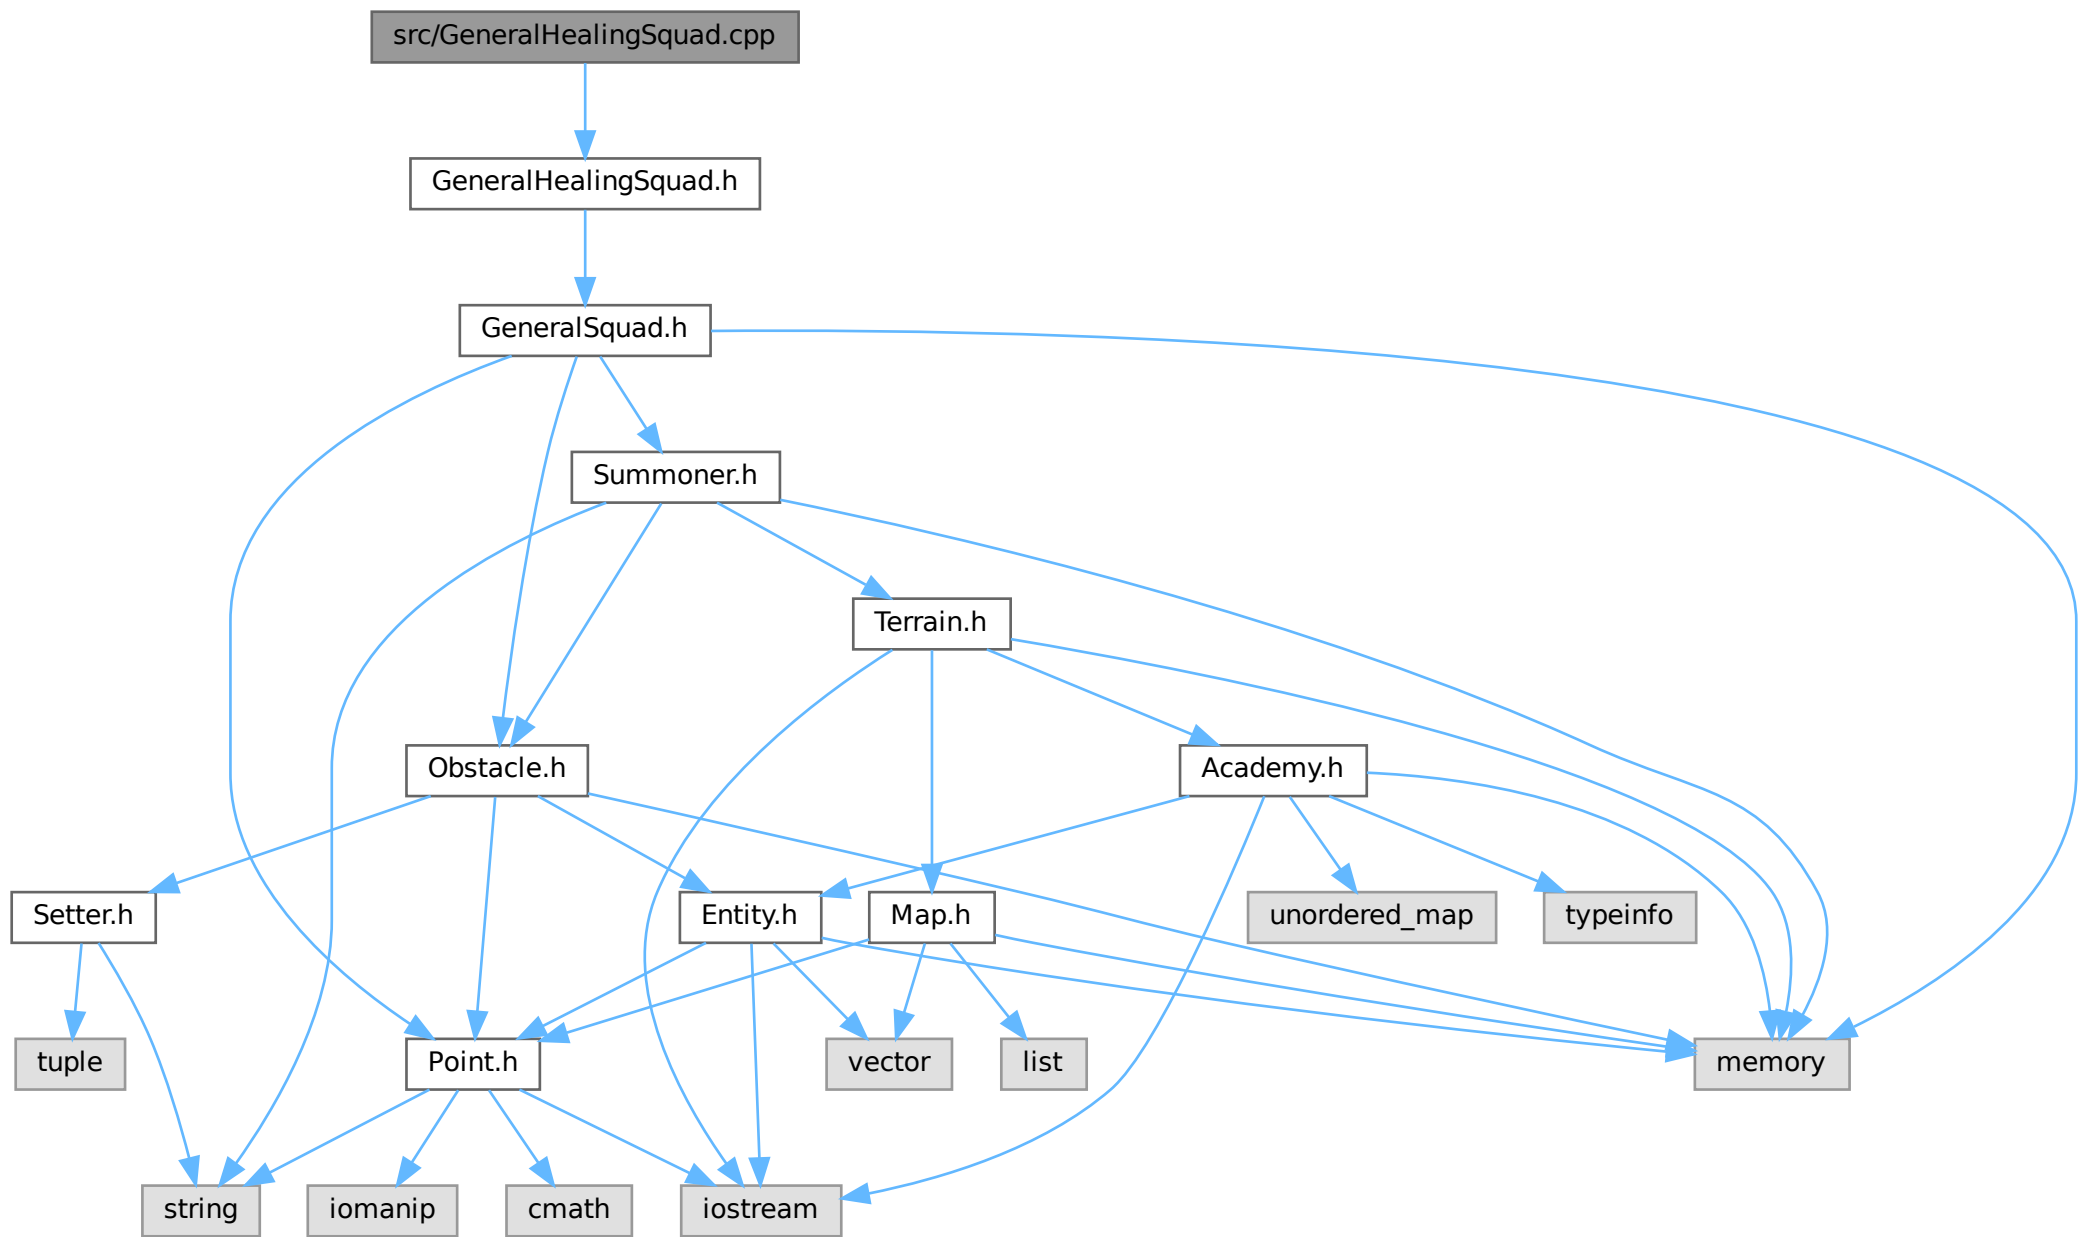 src/GeneralHealingSquad.cpp
GeneralHealingSquad.h
GeneralSquad.h
Summoner.h
Terrain.h
Obstacle.h
Academy.h
Setter.h
Entity.h
Map.h
unordered_map
typeinfo
tuple
Point.h
vector
list
memory
string
iomanip
cmath
iostream